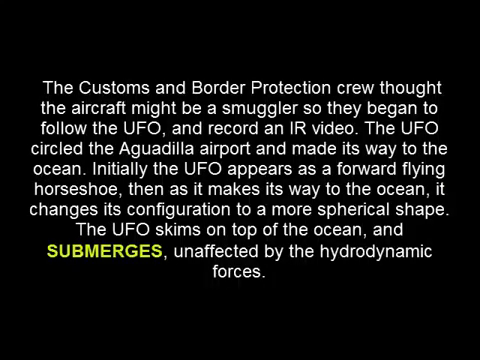 The Customs and Border Protection crew thought
the aircraft might be a smuggler so they began to
follow the UFO, and record an IR video. The UFO
circled the Aguadilla airport and made its way to the
ocean. Initially the UFO appears as a forward flying
horseshoe, then as it makes its way to the ocean, it
changes its configuration to a more spherical shape.
The UFO skims on top of the ocean, and
SUBMERGES, unaffected by the hydrodynamic
forces.